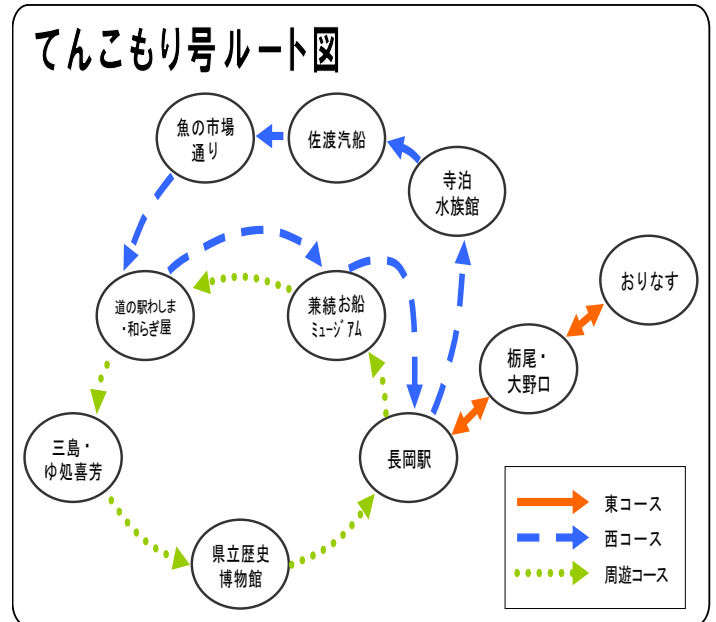 てんこもり号ルート図
魚の市場
通り
佐渡汽船
寺泊
水族館
おりなす
道の駅わしま
・和らぎ屋
兼続お船
ミュージアム
栃尾・
大野口
三島・
ゆ処喜芳
長岡駅
県立歴史
博物館
東コース
西コース
周遊コース